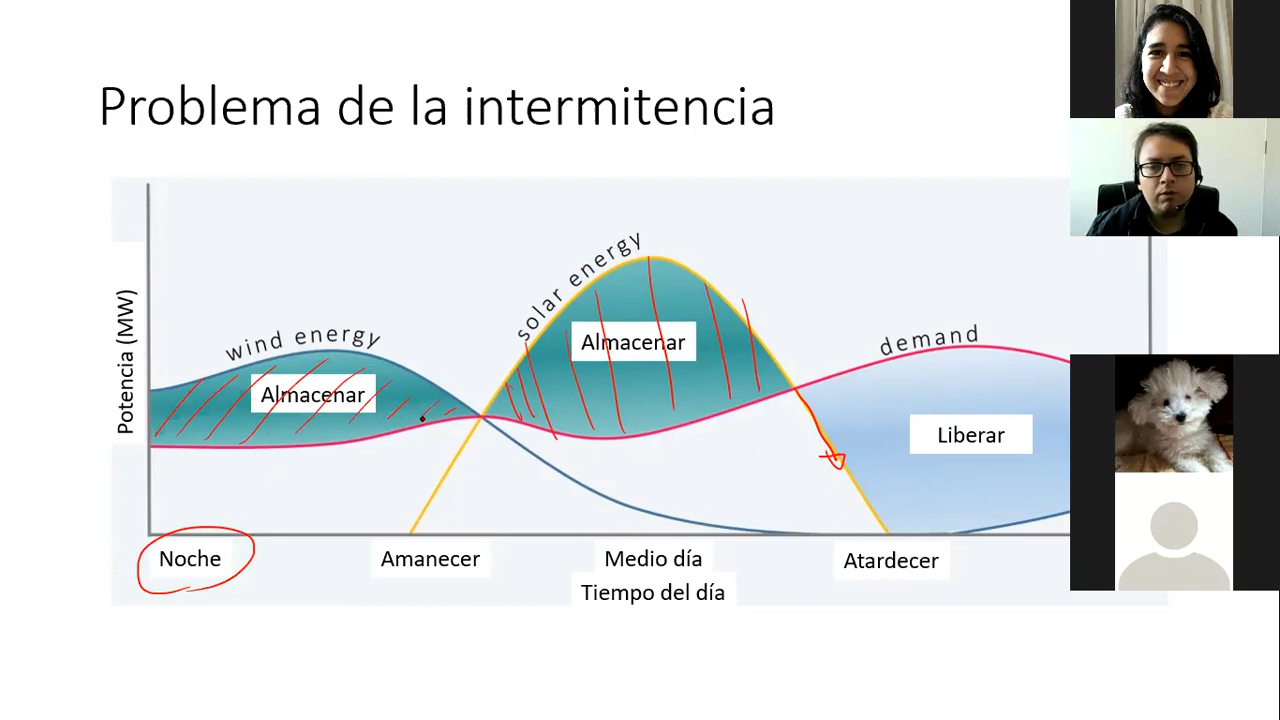 Problema de la intermitencia
Potencia (MW)
wind energy
Almacenar
solar energy
Almacenar
demand
Liberar
Noche
Amanecer
Medio día
Atardecer
Tiempo del día